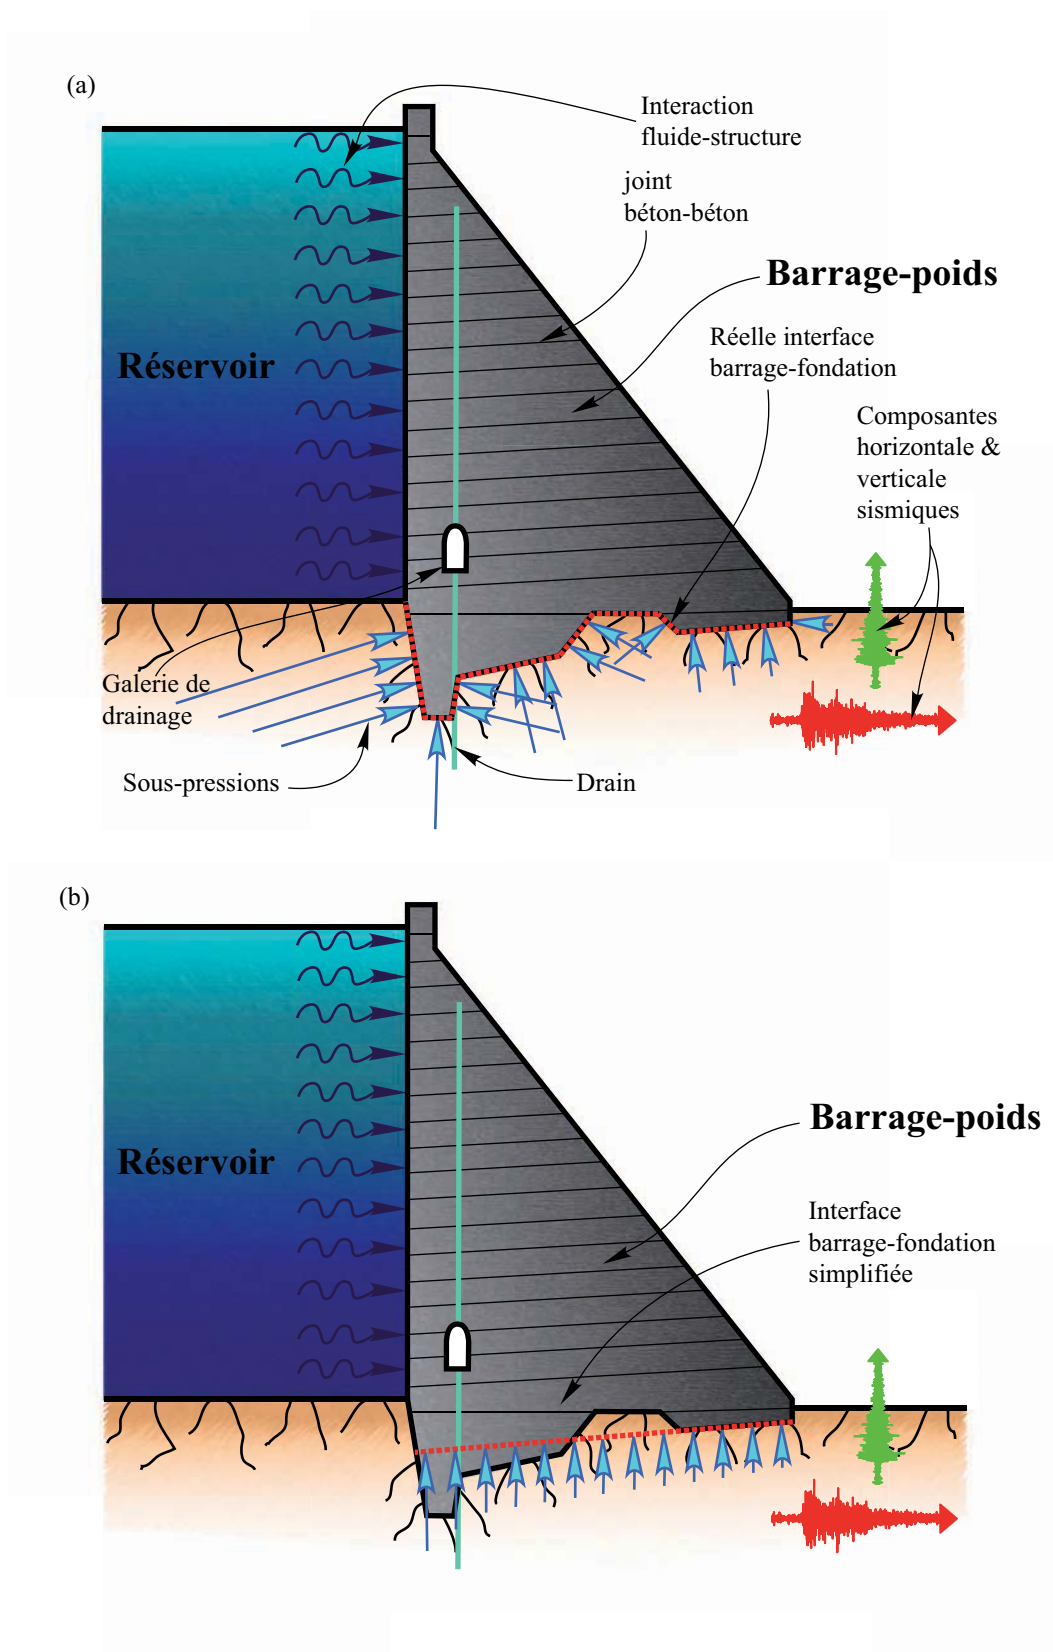 (a)
Interaction
fluide-structure
joint
béton-béton
Barrage-poids
Réelle interface
barrage-fondation
Réservoir
Composantes
horizontale &
verticale
sismiques
Galerie de
drainage
Sous-pressions
Drain
(b)
Barrage-poids
Réservoir
Interface
barrage-fondation
simplifiée